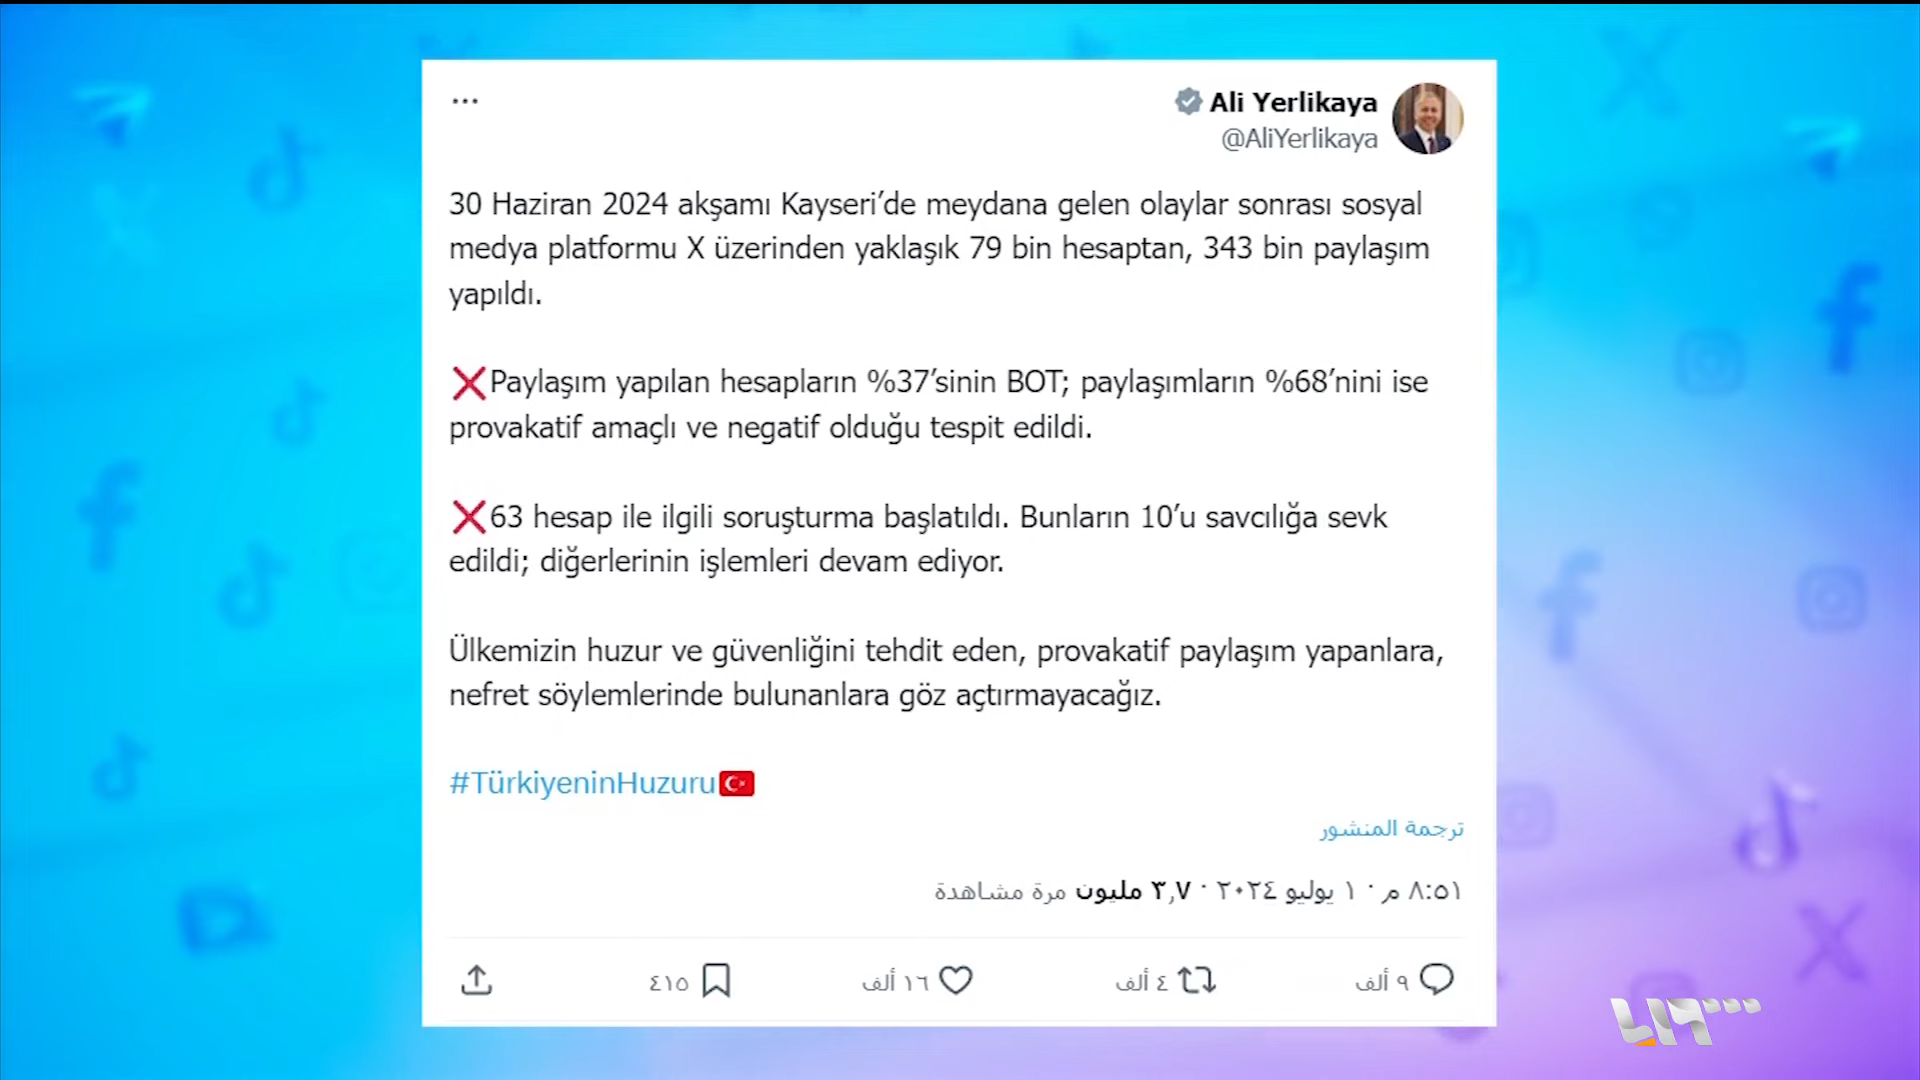 Ali Yerlikaya
@AliYerlikaya
30 Haziran 2024 akşamı Kayseri’de meydana gelen olaylar sonrası sosyal
medya platformu X üzerinden yaklaşık 79 bin hesaptan, 343 bin paylaşım
yapıldı.
❌Paylaşım yapılan hesapların %37’sinin BOT; paylaşımların %68’nini ise
provakatif amaçlı ve negatif olduğu tespit edildi.
❌63 hesap ile ilgili soruşturma başlatıldı. Bunların 10’u savcılığa sevk
edildi; diğerlerinin işlemleri devam ediyor.
Ülkemizin huzur ve güvenliğini tehdit eden, provakatif paylaşım yapanlara,
nefret söylemlerinde bulunanlara göz açtırmayacağız.
#TürkiyeninHuzuru🇹🇷
ترجمة المنشور
٨:٥١ م · ١ يوليو ٢٠٢٤ · ٣,٧ مليون مرة مشاهدة
٩ ألف ٤ ألف ١٦ ألف ٤١٥